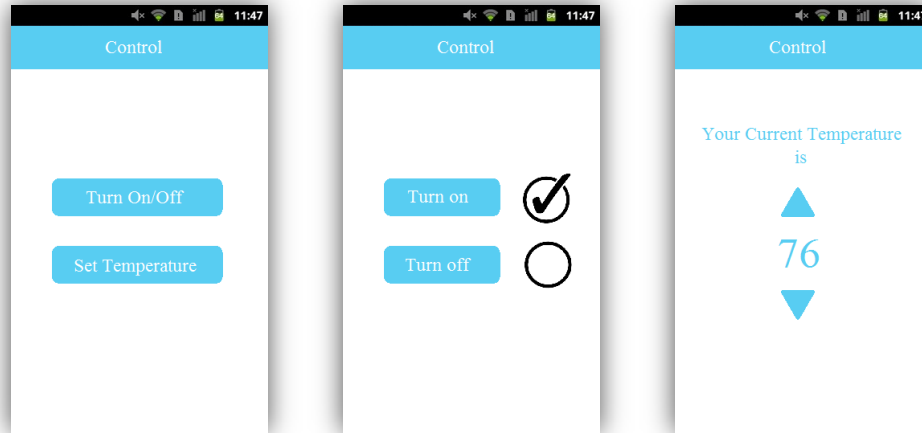 11:47
Control
Turn On/Off
Set Temperature
11:47
Control
Turn on
Turn off
11:47
Control
Your Current Temperature
is
76